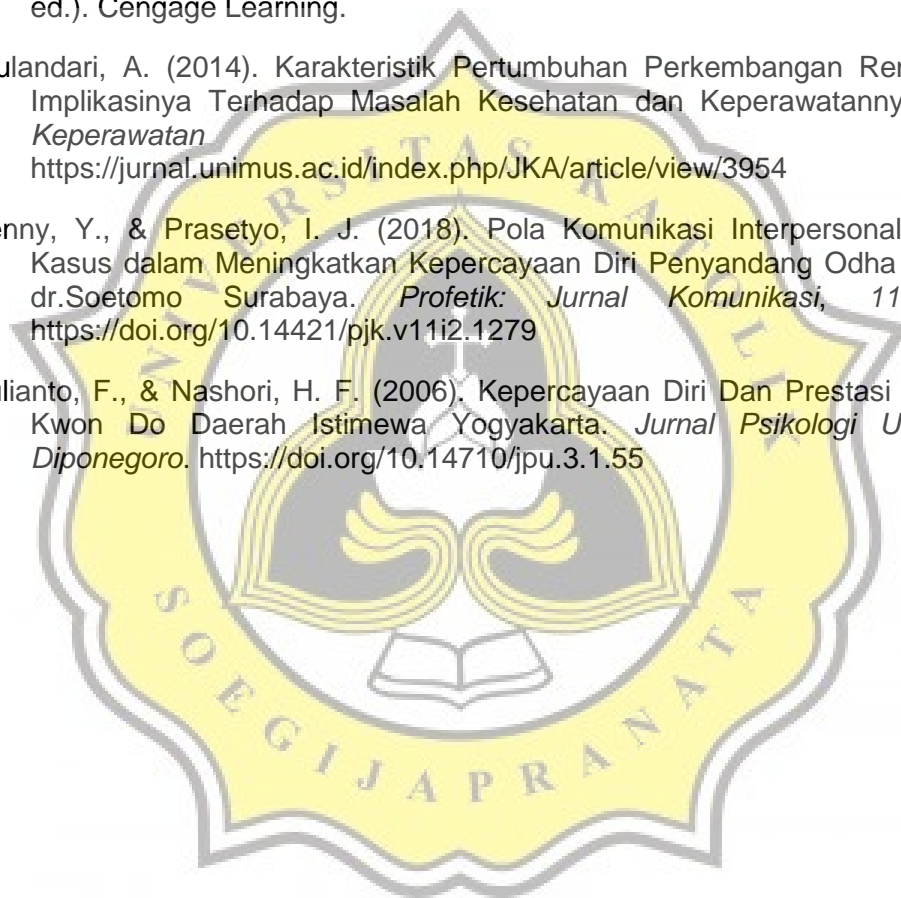 ed.). Cengage Learning.
ulandari, A. (2014). Karakteristik Pertumbuhan Perkembangan
Implikasinya Terhadap Masalah Kesehatan dan
Keperawatan
https://jurnal.unimus.ac.id/index.php/JKA/article/view/3954
enny, Y., & Prasetyo, I. J. (2018). Pola Komunikasi Interpersonal
Kasus dalam Meningkatkan Kepercayaan Diri Penyandang Odha
dr.Soetomo Surabaya. Profetik: Jurnal Komunikasi, 11
https://doi.org/10.14421/pjk.v11i2.1279
ulianto, F., & Nashori, H. F. (2006). Kepercayaan Diri Dan Prestasi
Kwon Do Daerah Istimewa Yogyakarta. Jurnal Psikologi
Diponegoro. https://doi.org/10.14710/jpu.3.1.55
UNIVERSITAS KATOLIK
SOEGIJAPRANATA